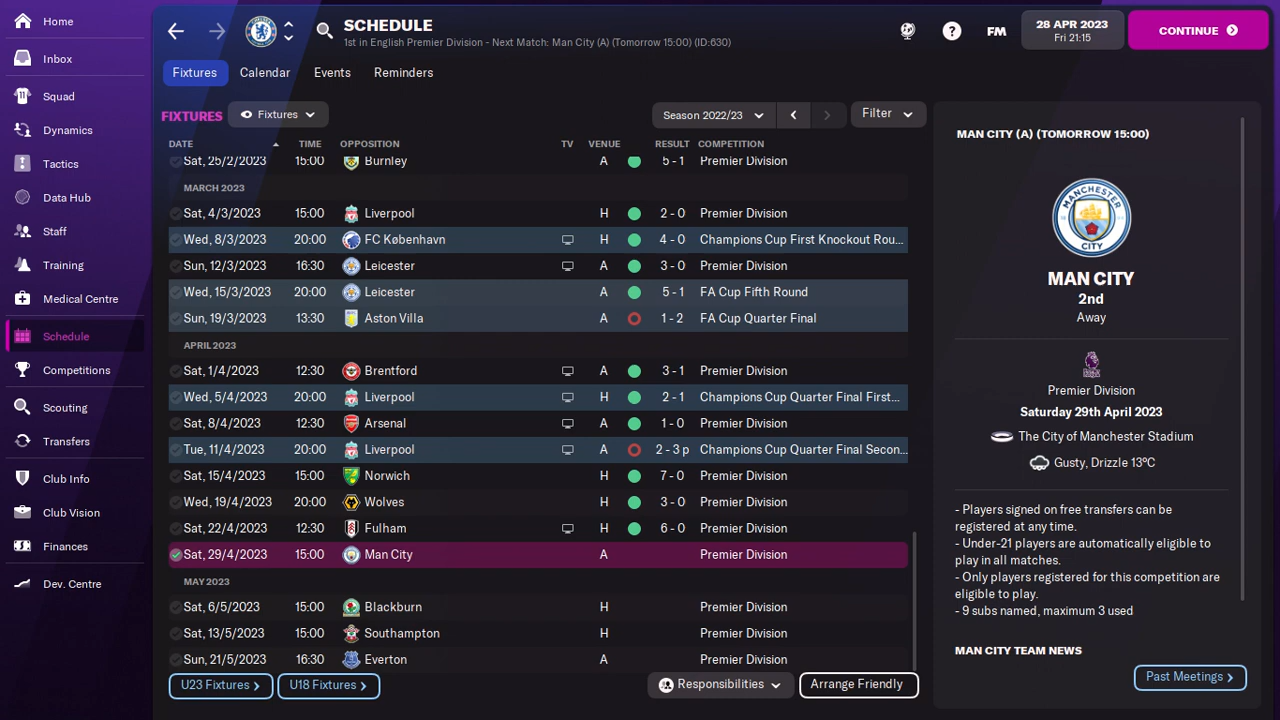 Home
Inbox
Squad
Dynamics
Tactics
Data Hub
Staff
Training
Medical Centre
Schedule
Competitions
Scouting
Transfers
Club Info
Club Vision
Finances
Dev. Centre
SCHEDULE
1st in English Premier Division - Next Match: Man City (A) (Tomorrow 15:00) (ID:630)
?
FM
28 APR 2023
Fri 21:15
CONTINUE
Fixtures Calendar Events Reminders
FIXTURES Fixtures Season 2022/23 Filter
DATE TIME OPPOSITION TV VENUE RESULT COMPETITION
Sat, 25/2/2023 15:00 Burnley A 5 - 1 Premier Division
MARCH 2023
Sat, 4/3/2023 15:00 Liverpool H 2 - 0 Premier Division
Wed, 8/3/2023 20:00 FC København H 4 - 0 Champions Cup First Knockout Rou...
Sun, 12/3/2023 16:30 Leicester A 3 - 0 Premier Division
Wed, 15/3/2023 20:00 Leicester A 5 - 1 FA Cup Fifth Round
Sun, 19/3/2023 13:30 Aston Villa A 1 - 2 FA Cup Quarter Final
APRIL 2023
Sat, 1/4/2023 12:30 Brentford A 3 - 1 Premier Division
Wed, 5/4/2023 20:00 Liverpool H 2 - 1 Champions Cup Quarter Final First...
Sat, 8/4/2023 12:30 Arsenal A 1 - 0 Premier Division
Tue, 11/4/2023 20:00 Liverpool A 2 - 3 p Champions Cup Quarter Final Secon...
Sat, 15/4/2023 15:00 Norwich H 7 - 0 Premier Division
Wed, 19/4/2023 20:00 Wolves H 3 - 0 Premier Division
Sat, 22/4/2023 12:30 Fulham H 6 - 0 Premier Division
Sat, 29/4/2023 15:00 Man City A Premier Division
MAY 2023
Sat, 6/5/2023 15:00 Blackburn H Premier Division
Sat, 13/5/2023 15:00 Southampton H Premier Division
Sun, 21/5/2023 16:30 Everton A Premier Division
U23 Fixtures U18 Fixtures Responsibilities Arrange Friendly
MAN CITY (A) (TOMORROW 15:00)
MANCHESTER
CITY
MAN CITY
2nd
Away
Premier Division
Saturday 29th April 2023
The City of Manchester Stadium
Gusty, Drizzle 13ºC
- Players signed on free transfers can be
registered at any time.
- Under-21 players are automatically eligible to
play in all matches.
- Only players registered for this competition are
eligible to play.
- 9 subs named, maximum 3 used
MAN CITY TEAM NEWS
Past Meetings